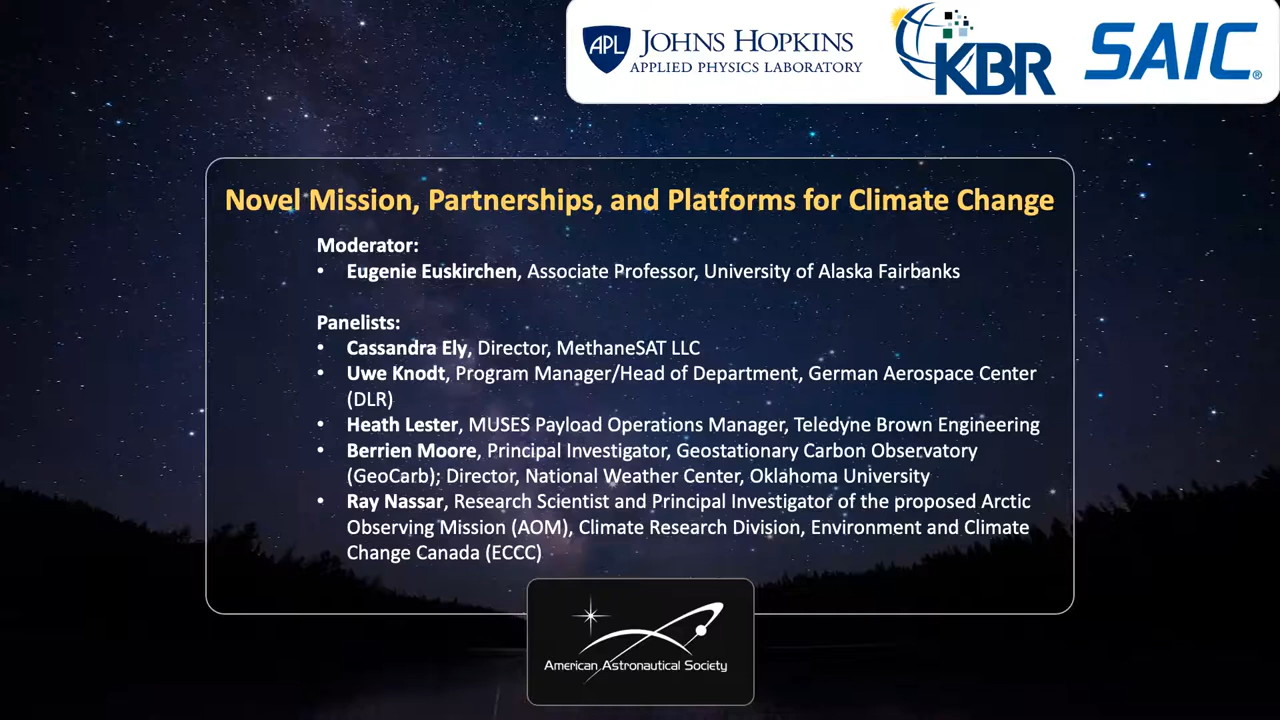 APL JOHNS HOPKINS
APPLIED PHYSICS LABORATORY
KBR
SAIC®
Novel Mission, Partnerships, and Platforms for Climate Change
Moderator:
• Eugenie Euskirchen, Associate Professor, University of Alaska Fairbanks
Panelists:
• Cassandra Ely, Director, MethaneSAT LLC
• Uwe Knodt, Program Manager/Head of Department, German Aerospace Center
(DLR)
• Heath Lester, MUSES Payload Operations Manager, Teledyne Brown Engineering
• Berrien Moore, Principal Investigator, Geostationary Carbon Observatory
(GeoCarb); Director, National Weather Center, Oklahoma University
• Ray Nassar, Research Scientist and Principal Investigator of the proposed Arctic
Observing Mission (AOM), Climate Research Division, Environment and Climate
Change Canada (ECCC)
American Astronautical Society